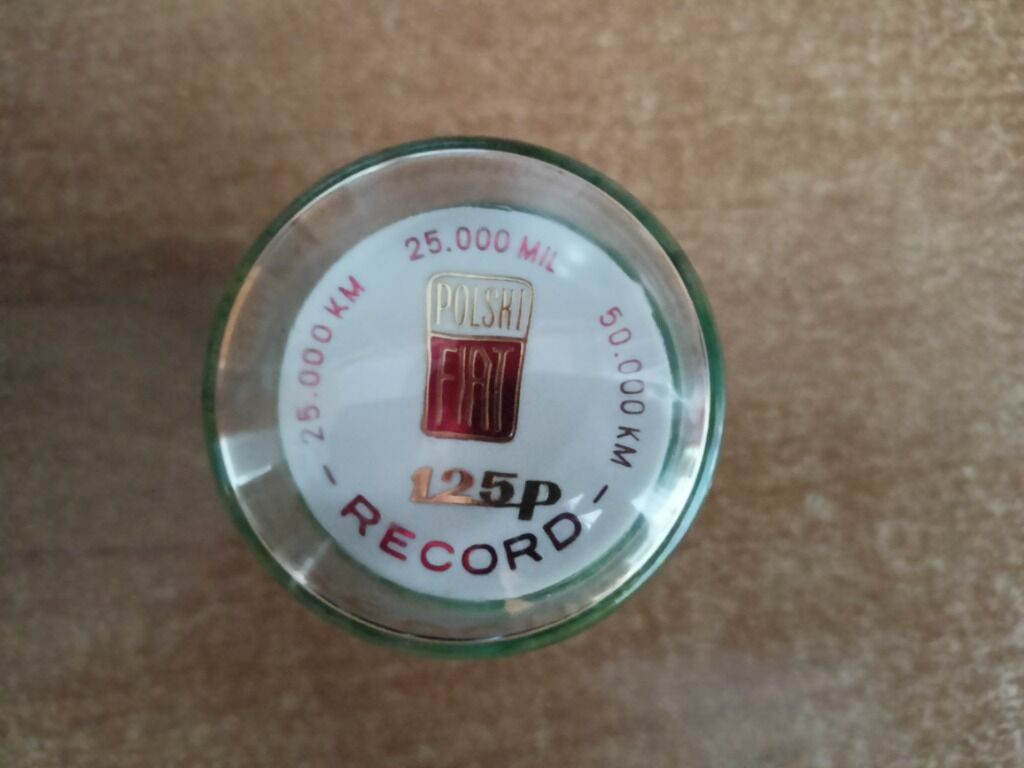 25.000 KM
25.000 MIL
50.000 KM
POLSKI
FIAT
125p
- RECORD -